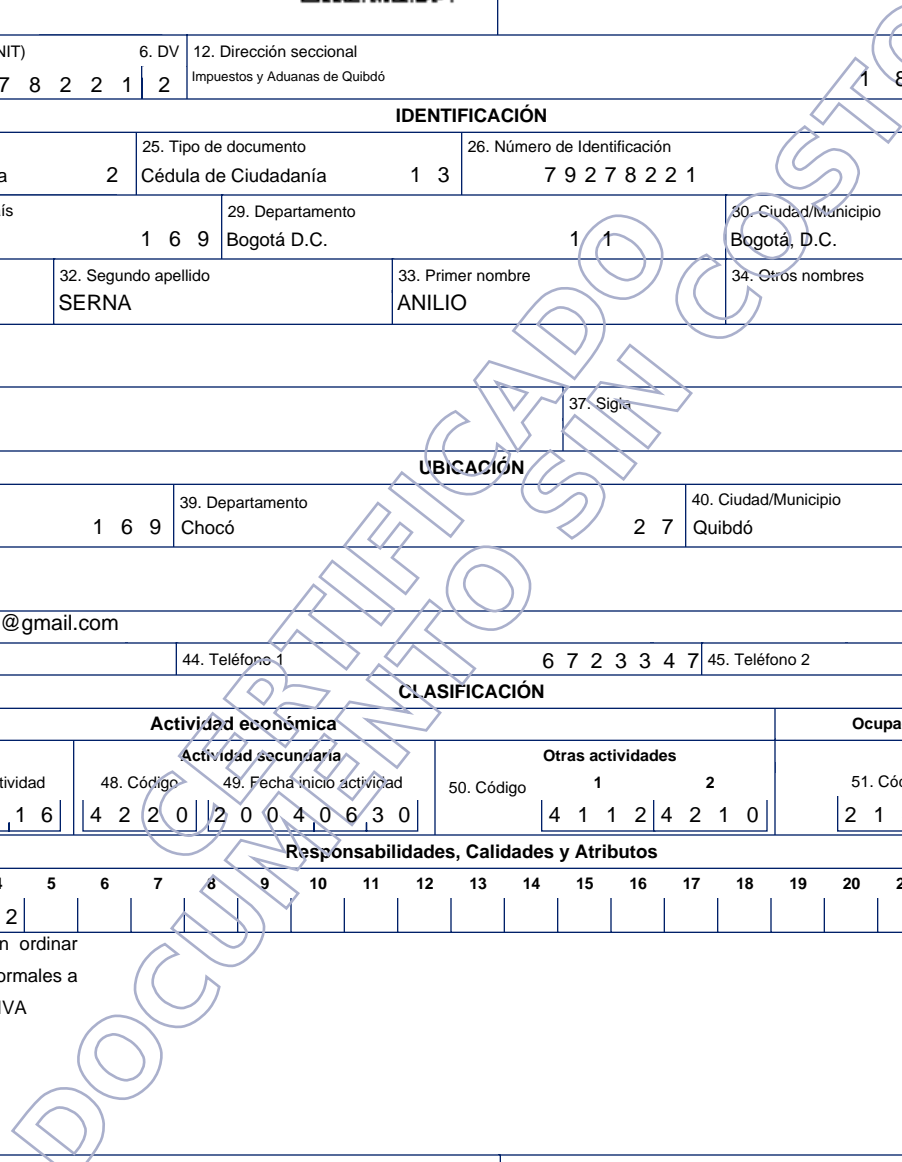 NIT) 6. DV 12. Dirección seccional
7 8 2 2 1 2 Impuestos y Aduanas de Quibdó 1 8
IDENTIFICACIÓN
25. Tipo de documento 26. Número de Identificación
a 2 Cédula de Ciudadanía 1 3 7 9 2 7 8 2 2 1
ís 29. Departamento 30. Ciudad/Municipio
1 6 9 Bogotá D.C. 1 1 Bogotá, D.C.
32. Segundo apellido 33. Primer nombre 34. Otros nombres
SERNA ANILIO
37. Sigla
UBICACIÓN
39. Departamento 40. Ciudad/Municipio
1 6 9 Chocó 2 7 Quibdó
@gmail.com
44. Teléfono 1 6 7 2 3 3 4 7 45. Teléfono 2
CLASIFICACIÓN
Actividad económica Ocupa
Actividad secundaria Otras actividades
tividad 48. Código 49. Fecha inicio actividad 50. Código 1 2 51. Cód
1 6 4 2 2 0 2 0 0 4 0 6 3 0 4 1 1 2 4 2 1 0 2 1
Responsabilidades, Calidades y Atributos
5 6 7 8 9 10 11 12 13 14 15 16 17 18 19 20 2
2
n ordinar
ormales a
IVA
CERTIFICADO
DOCUMENTO SIN COSTO